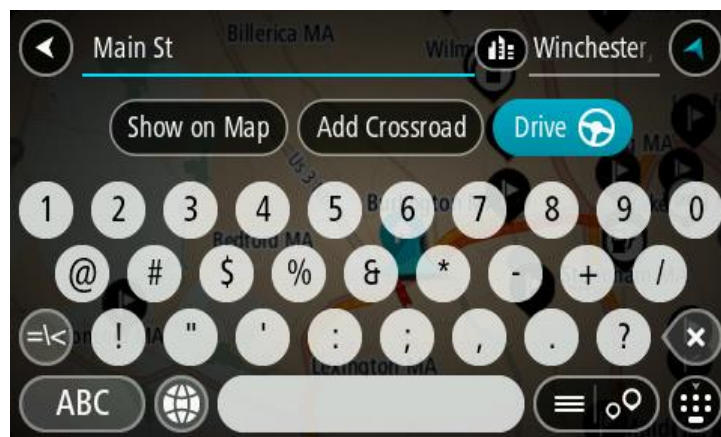 Main St
Winchester,
Billerica MA
Show on Map
Add Crossroad
Drive
1 2 3 4 5 6 7 8 9 0
Bedford MA
@ # $ % & * - + /
=\< ! " ' : ; , . ?
Lexington MA
ABC